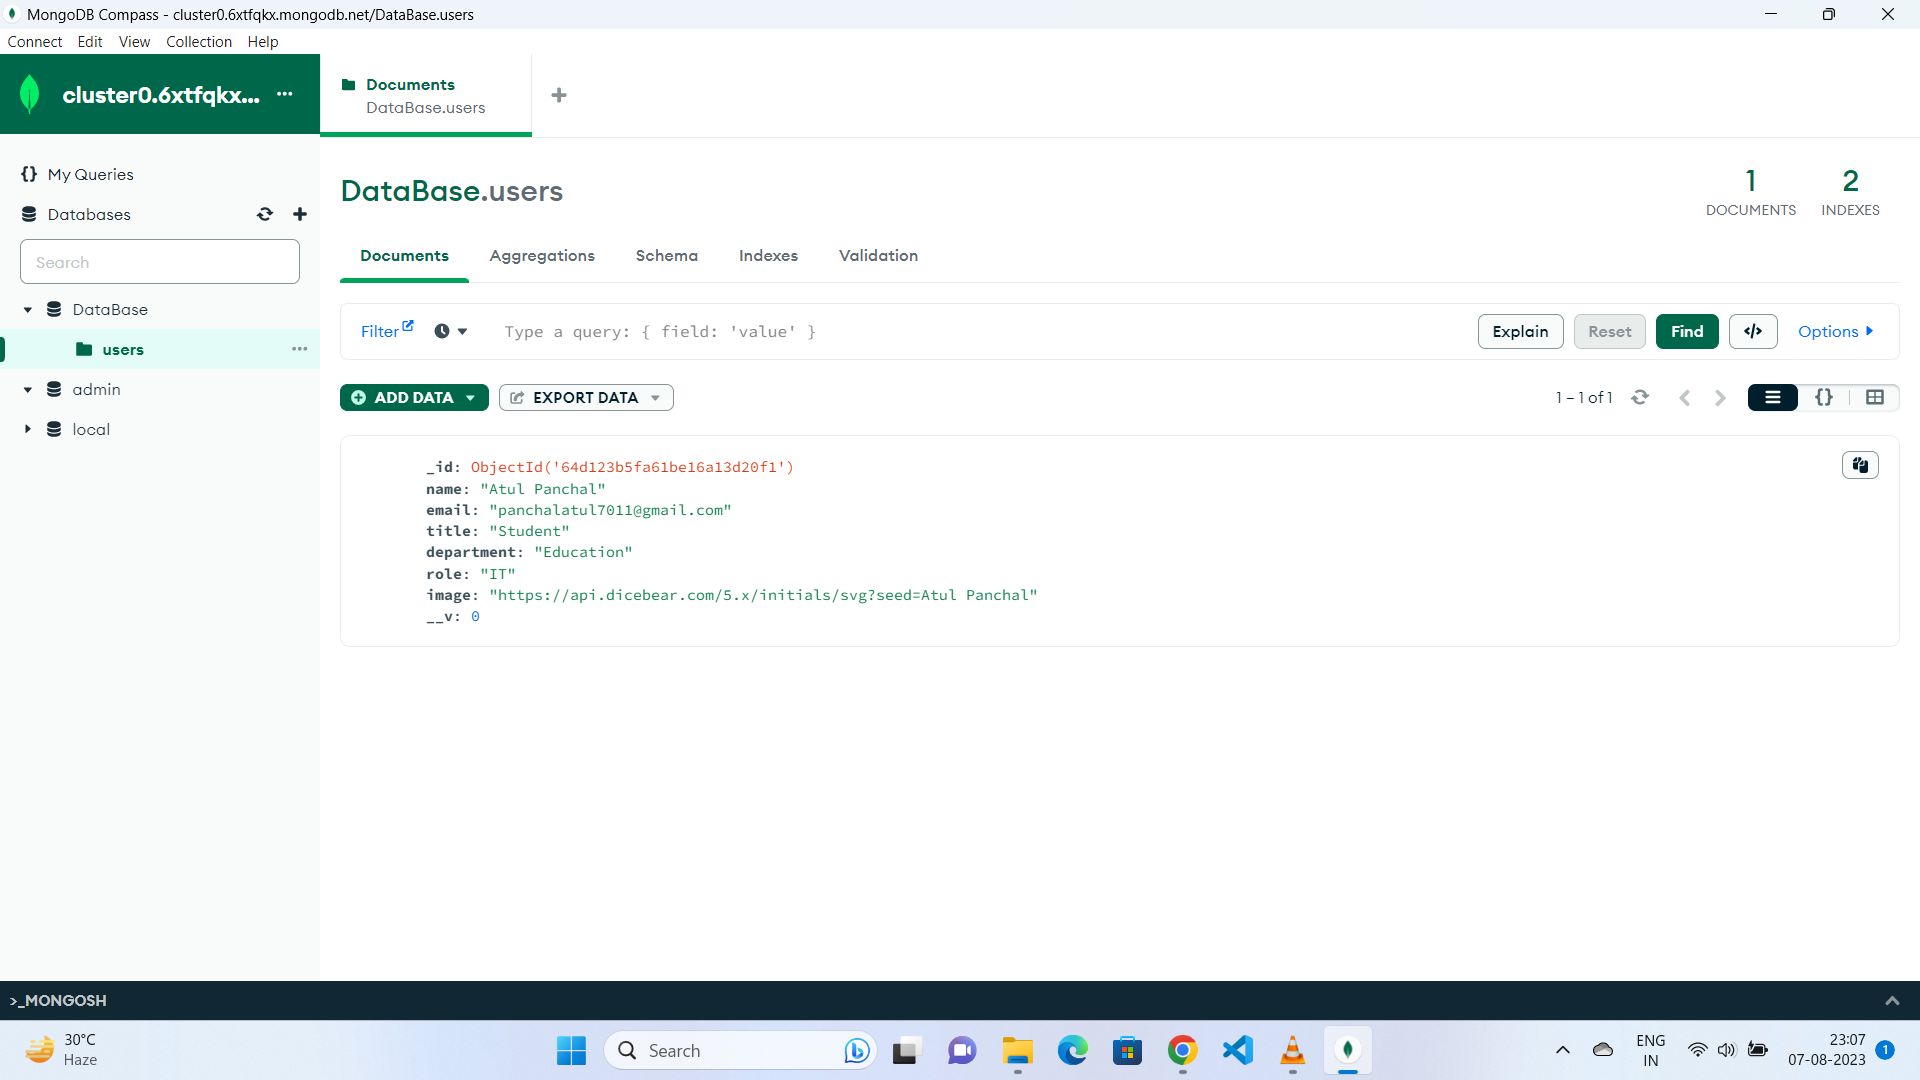 MongoDB Compass - cluster0.6xtfqkx.mongodb.net/DataBase.users
Connect Edit View Collection Help
cluster0.6xtfqkx... ...
Documents
DataBase.users
My Queries
Databases
Search
DataBase
users ...
admin
local
DataBase.users
1
DOCUMENTS
2
INDEXES
Documents Aggregations Schema Indexes Validation
Filter Type a query: { field: 'value' } Explain Reset Find </> Options
ADD DATA EXPORT DATA 1 – 1 of 1 {}
_id: ObjectId('64d123b5fa61be16a13d20f1')
name: "Atul Panchal"
email: "panchalatul7011@gmail.com"
title: "Student"
department: "Education"
role: "IT"
image: "https://api.dicebear.com/5.x/initials/svg?seed=Atul Panchal"
__v: 0
>_MONGOSH
30°C
Haze
Search
ENG
IN
23:07
07-08-2023
1